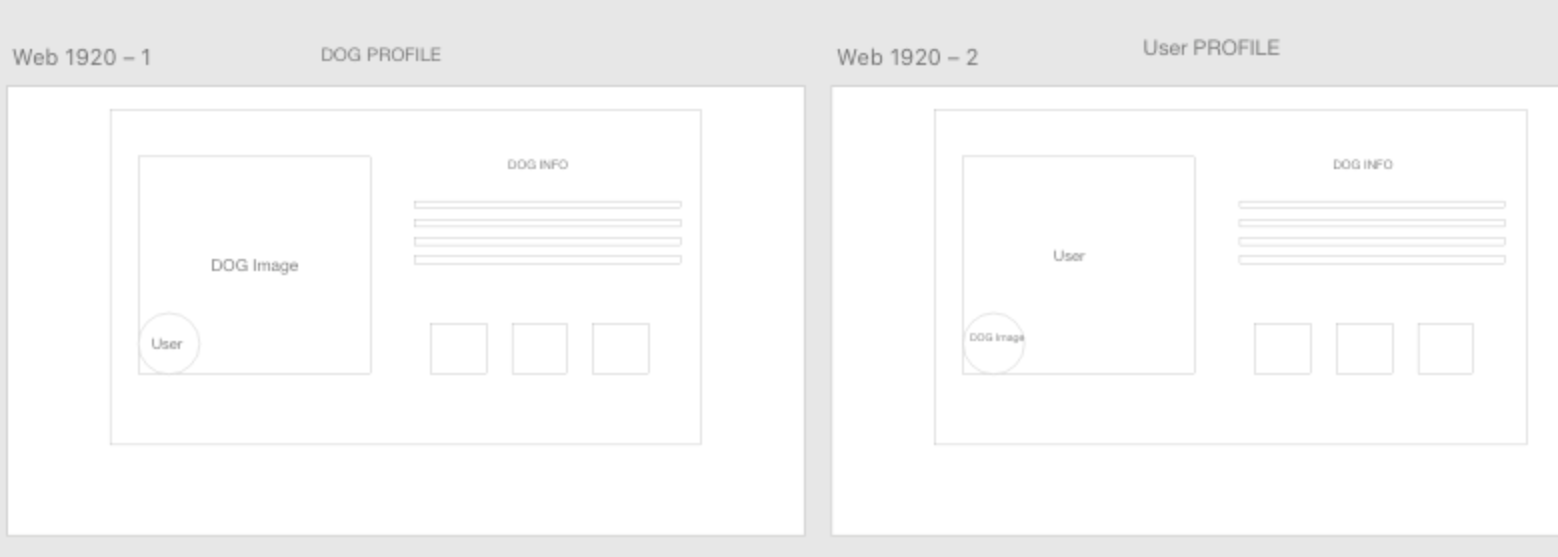 Web 1920 – 1
DOG PROFILE
DOG INFO
DOG Image
User
Web 1920 – 2
User PROFILE
DOG INFO
User
DOG Image